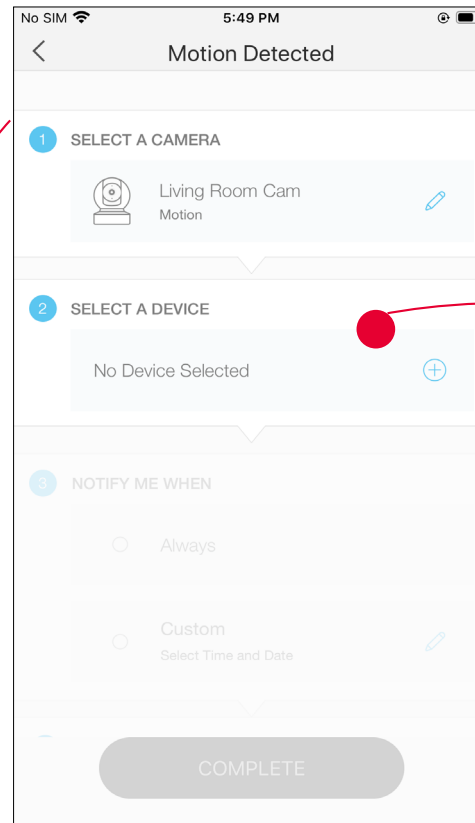 No SIM 5:49 PM
Motion Detected
1 SELECT A CAMERA
Living Room Cam
Motion
2 SELECT A DEVICE
No Device Selected
3 NOTIFY ME WHEN
Always
Custom
Select Time and Date
COMPLETE